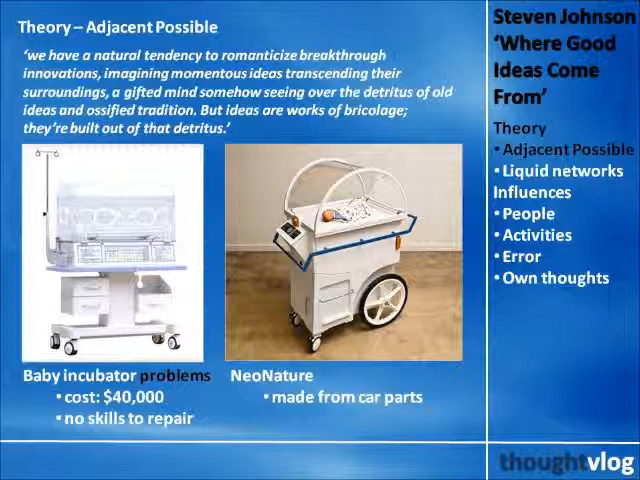 Theory – Adjacent Possible
‘we have a natural tendency to romanticize breakthrough
innovations, imagining momentous ideas transcending their
surroundings, a gifted mind somehow seeing over the detritus of old
ideas and ossified tradition. But ideas are works of bricolage;
they’re built out of that detritus.’
Baby incubator problems
• cost: $40,000
• no skills to repair
NeoNature
• made from car parts
Steven Johnson
‘Where Good
Ideas Come
From’
Theory
• Adjacent Possible
• Liquid networks
Influences
• People
• Activities
• Error
• Own thoughts
thoughtvlog